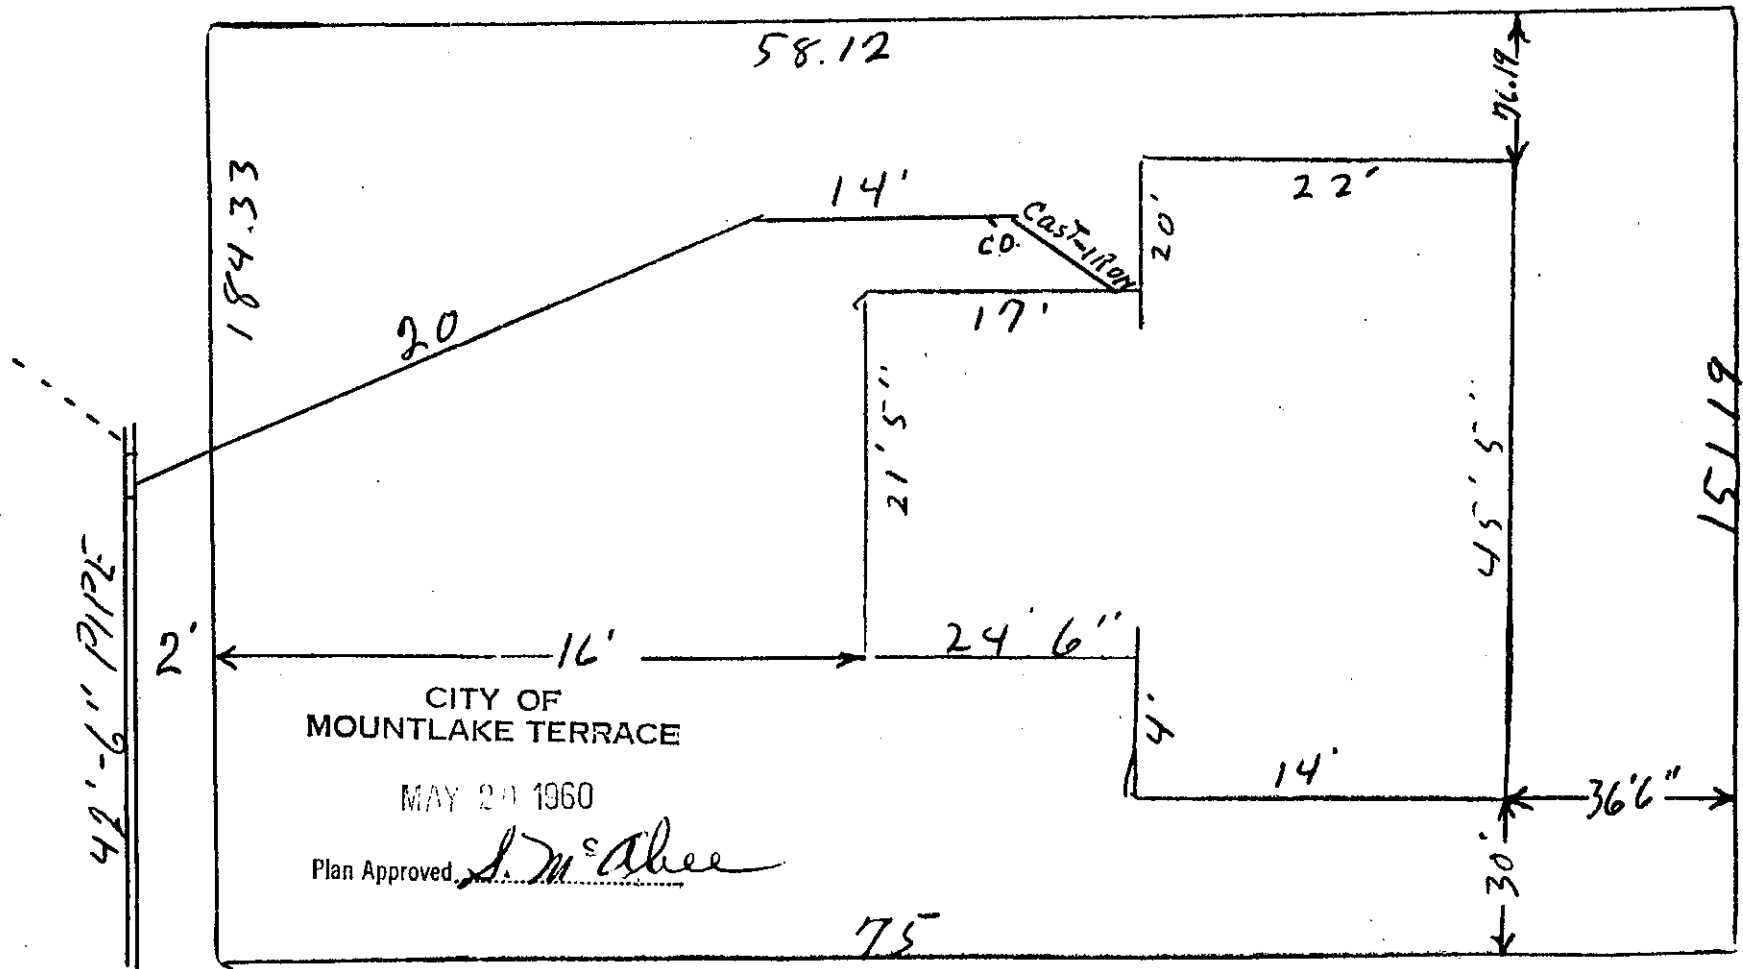 58.12
76.19
184.33
14'
22'
CO.
CAST-IRON
20'
20
17'
21'5"
45'5"
15119
42'-6" PIPE
2'
16'
24'6"
CITY OF
MOUNTLAKE TERRACE
4'
14'
36'6"
MAY 20 1960
Plan Approved S. McAbee
30'
75